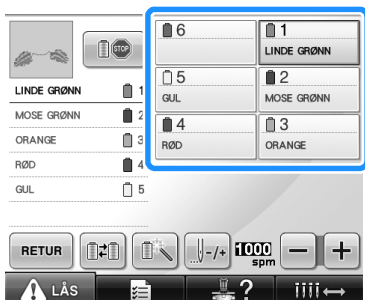 STOP
6
1
LINDE GRØNN
5
GUL
2
MOSE GRØNN
4
RØD
3
ORANGE
LINDE GRØNN 1
MOSE GRØNN 2
ORANGE 3
RØD 4
GUL 5
RETUR
-/+
1000
spm
− +
LÅS
?